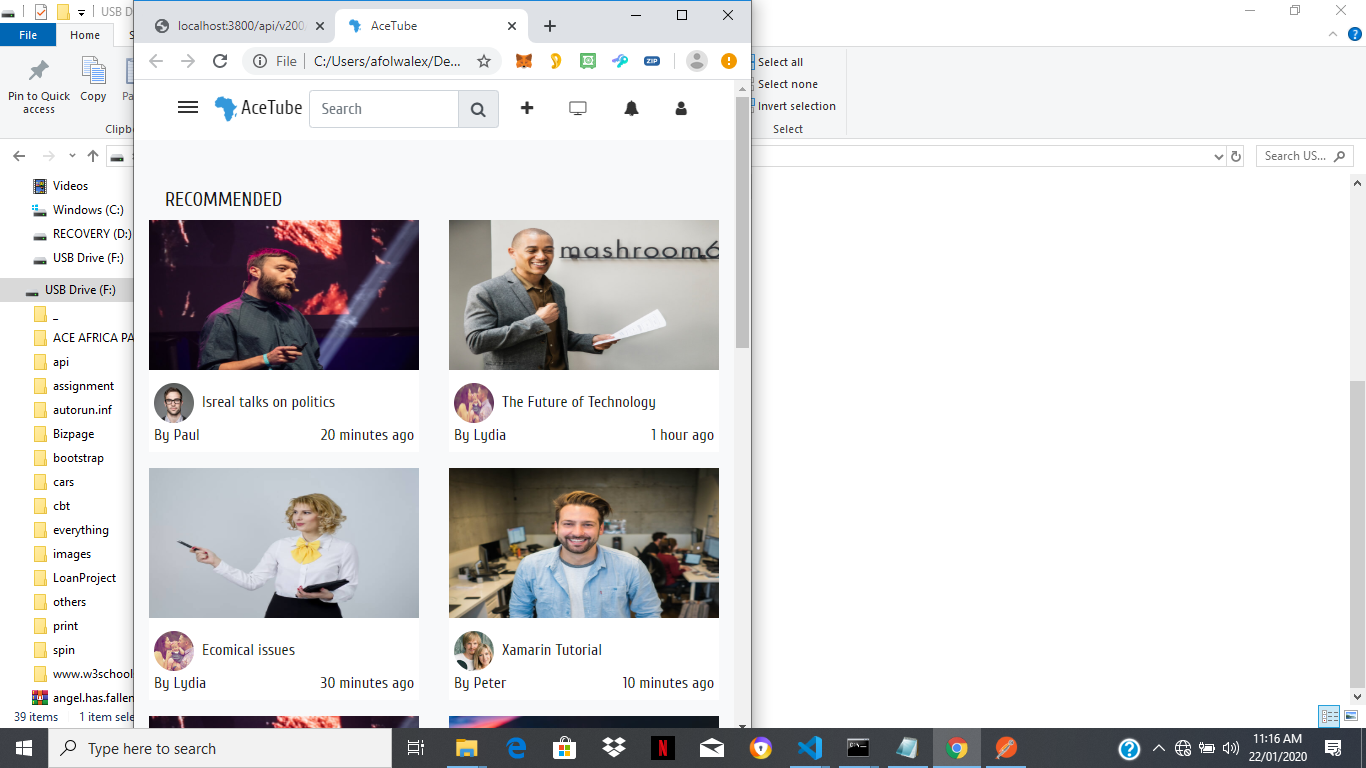 USB D
File
Home
S
Pin to Quick access
Copy
Pa
Clipb
Select all
Select none
Invert selection
Select
Search US...
localhost:3800/api/v200
AceTube
File
C:/Users/afolwalex/De...
ZIP
AceTube
Search
RECOMMENDED
mashroom6
Isreal talks on politics
By Paul
20 minutes ago
The Future of Technology
By Lydia
1 hour ago
Ecomical issues
By Lydia
30 minutes ago
Xamarin Tutorial
By Peter
10 minutes ago
Videos
Windows (C:)
RECOVERY (D:)
USB Drive (F:)
USB Drive (F:)
_
ACE AFRICA PA
api
assignment
autorun.inf
Bizpage
bootstrap
cars
cbt
everything
images
LoanProject
others
print
spin
www.w3school
angel.has.fallen
39 items
1 item sele
Type here to search
11:16 AM
22/01/2020